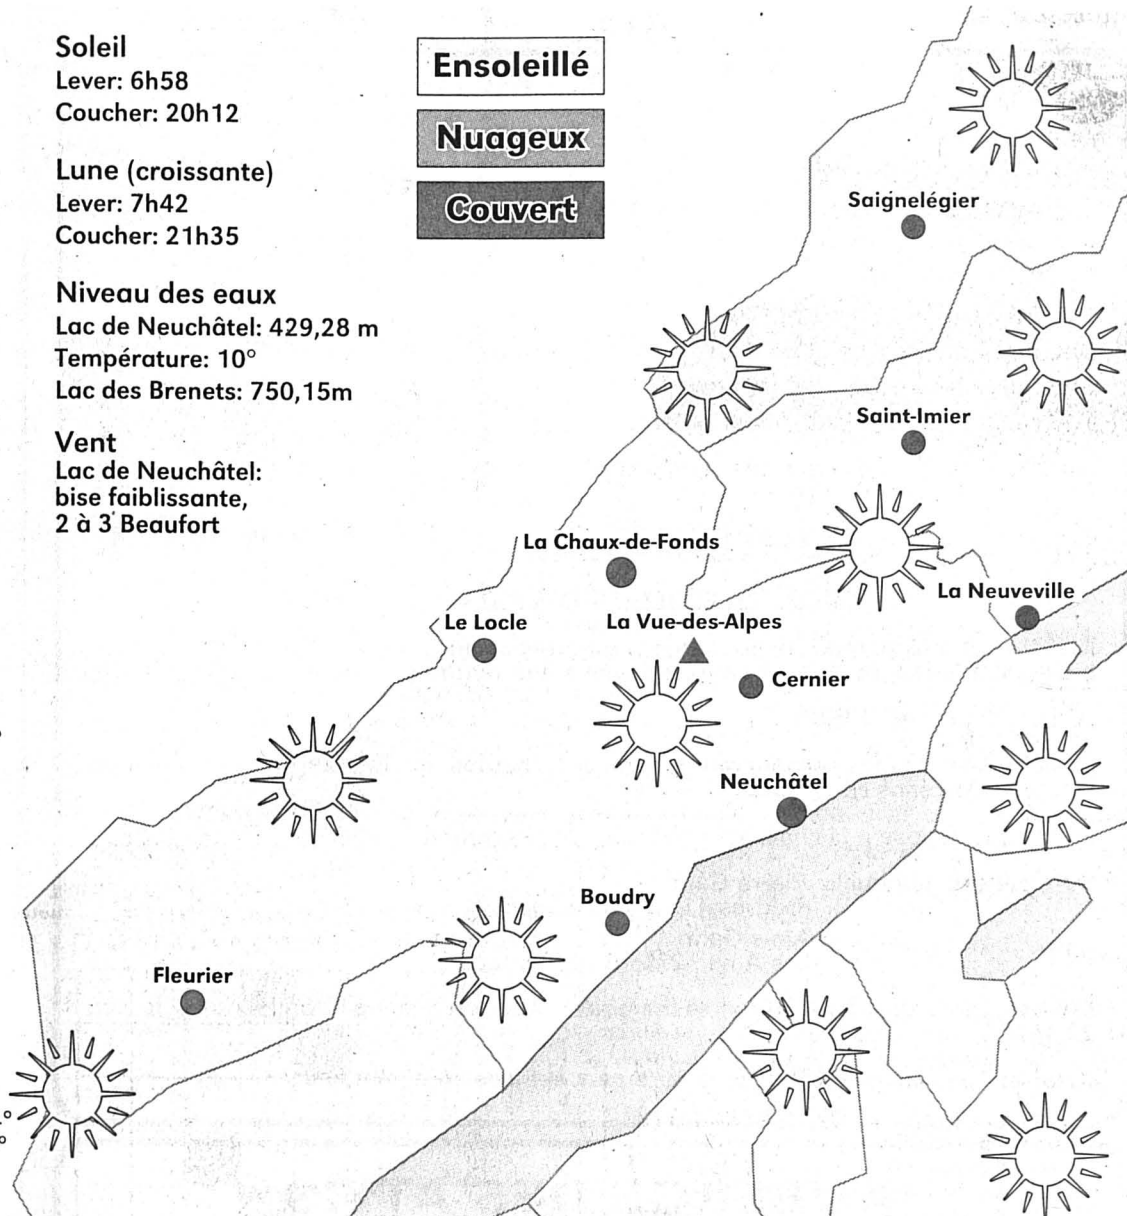 Soleil
Lever: 6h58
Coucher: 20h12
Lune (croissante)
Lever: 7h42
Coucher: 21h35
Niveau des eaux
Lac de Neuchâtel: 429,28 m
Température: 10°
Lac des Brenets: 750,15m
Vent
Lac de Neuchâtel:
bise faiblissante,
2 à 3 Beaufort
Ensoleillé
Nuageux
Couvert
Saignelégier
Saint-Imier
La Chaux-de-Fonds
La Neuveville
Le Locle
La Vue-des-Alpes
Cernier
Neuchâtel
Boudry
Fleurier